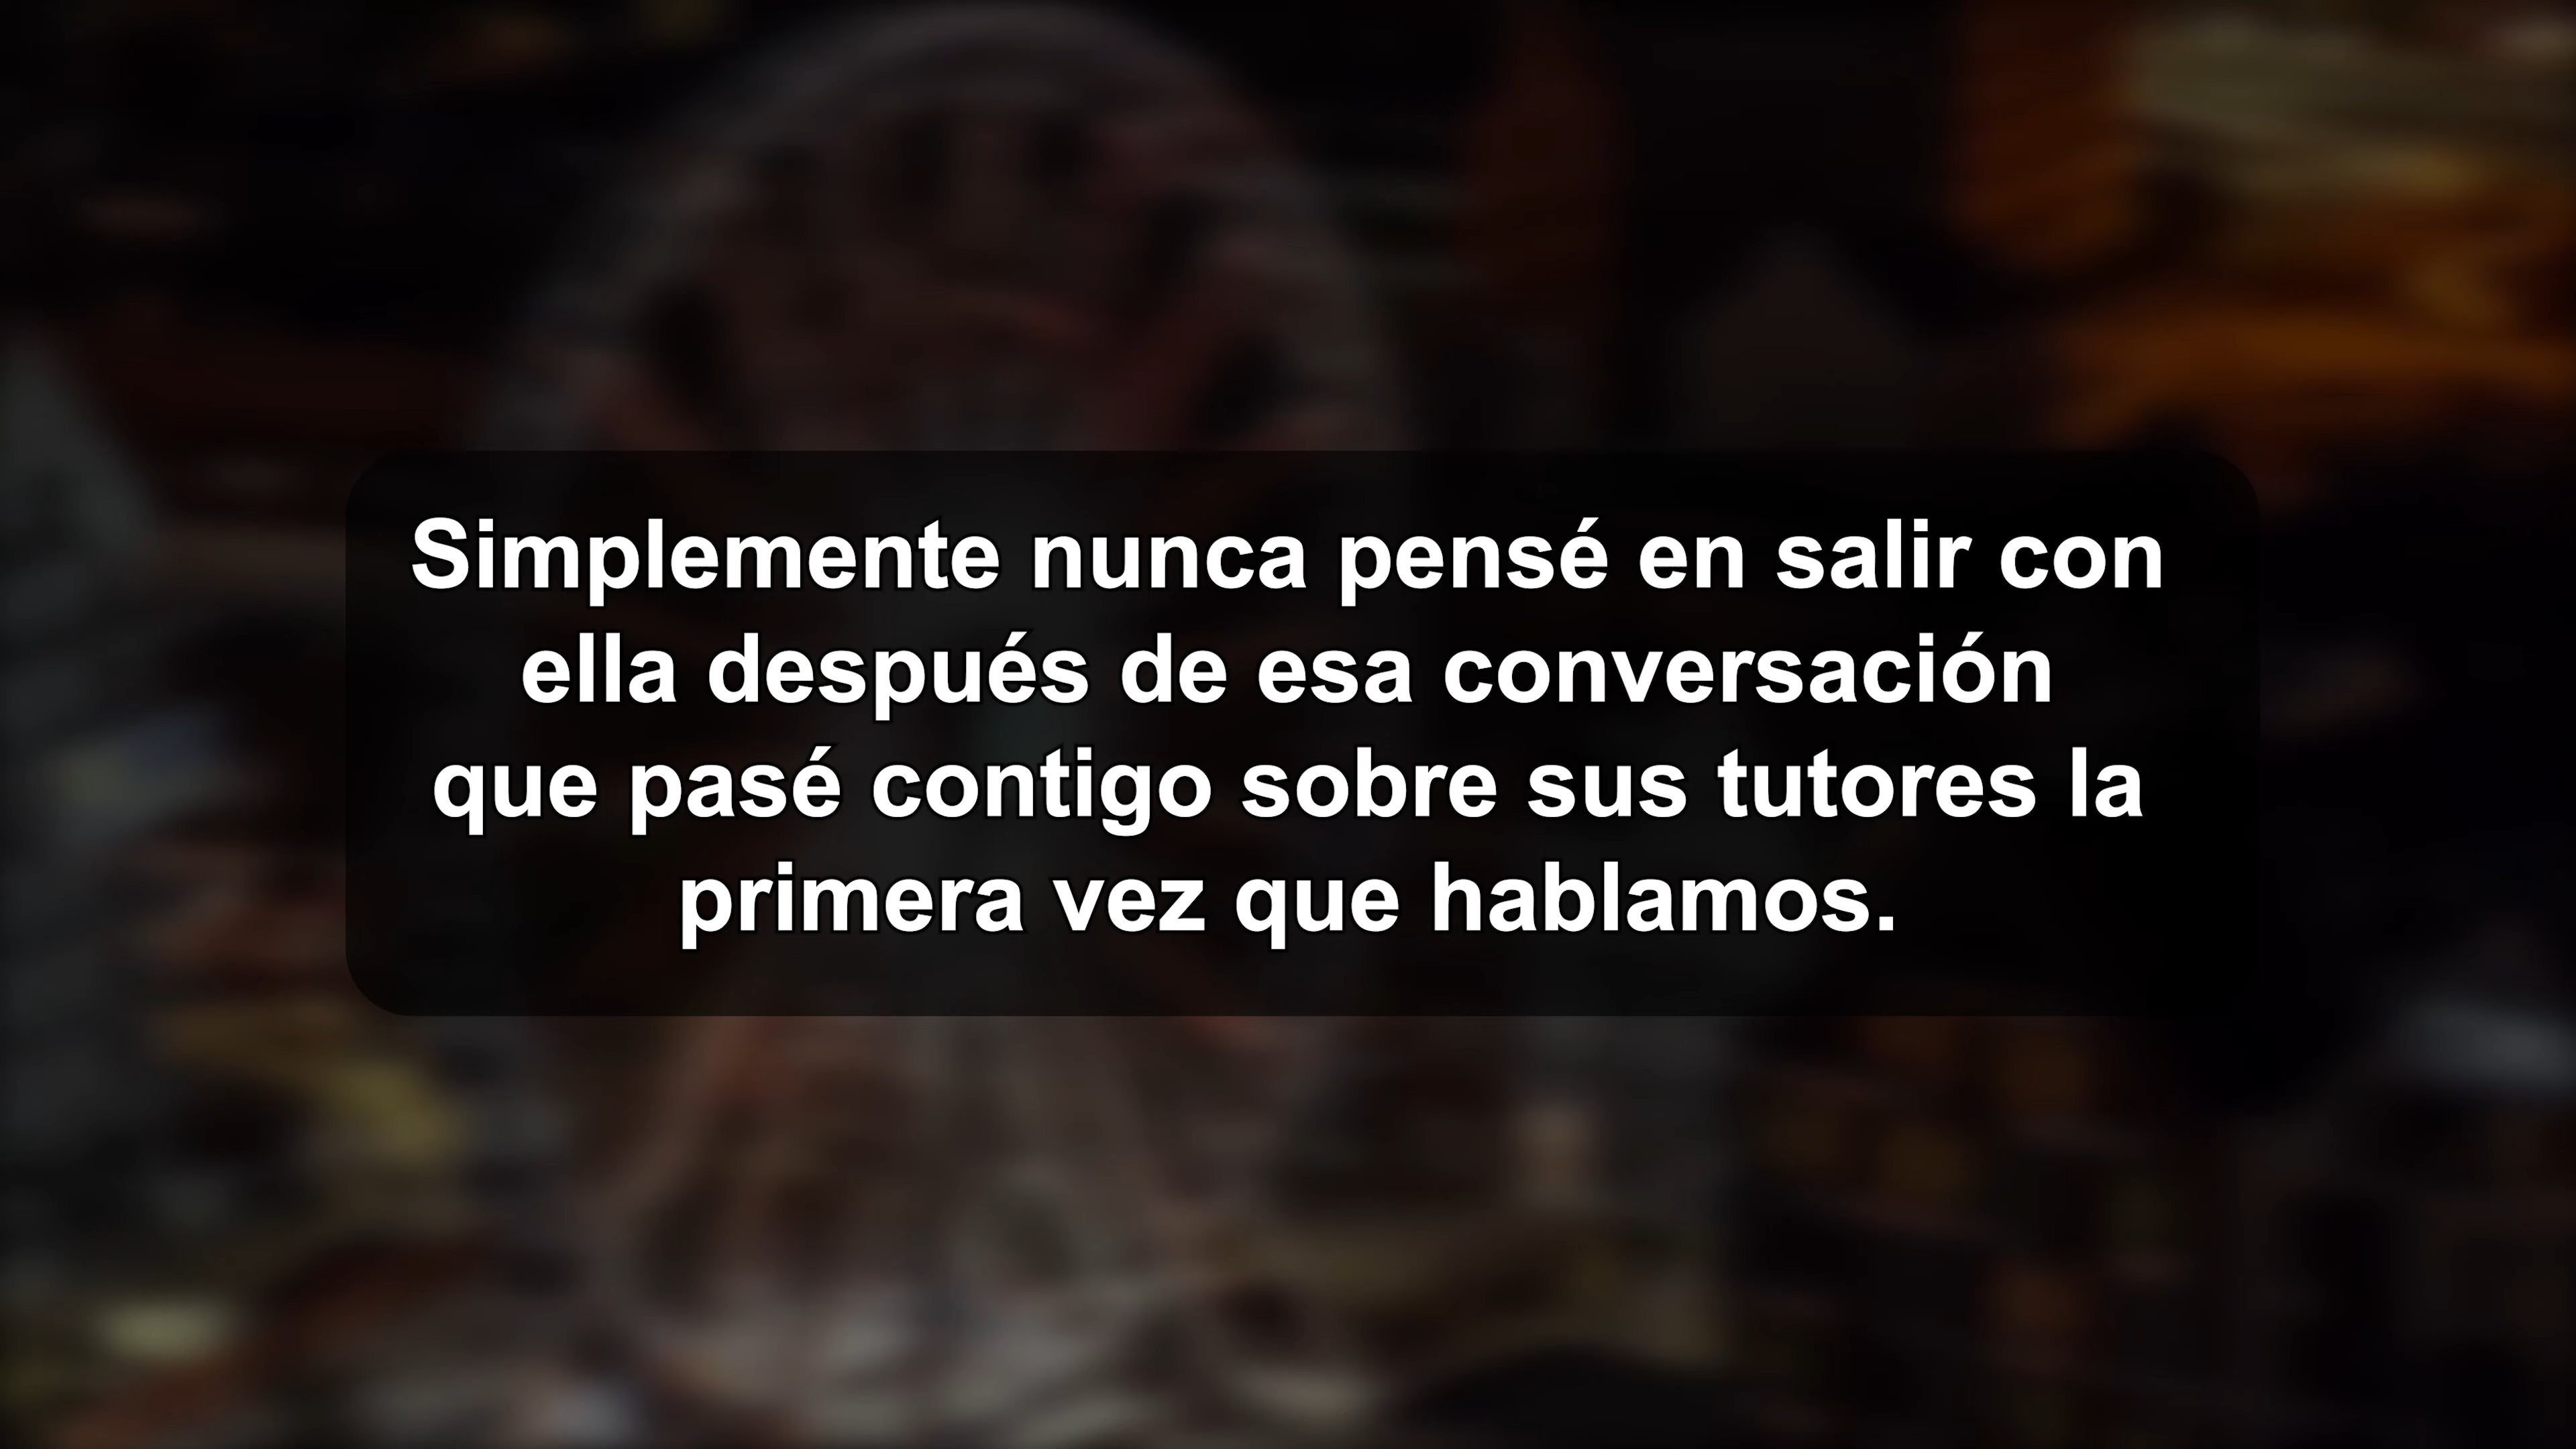 Simplemente nunca pensé en salir con
ella después de esa conversación
que pasé contigo sobre sus tutores la
primera vez que hablamos.